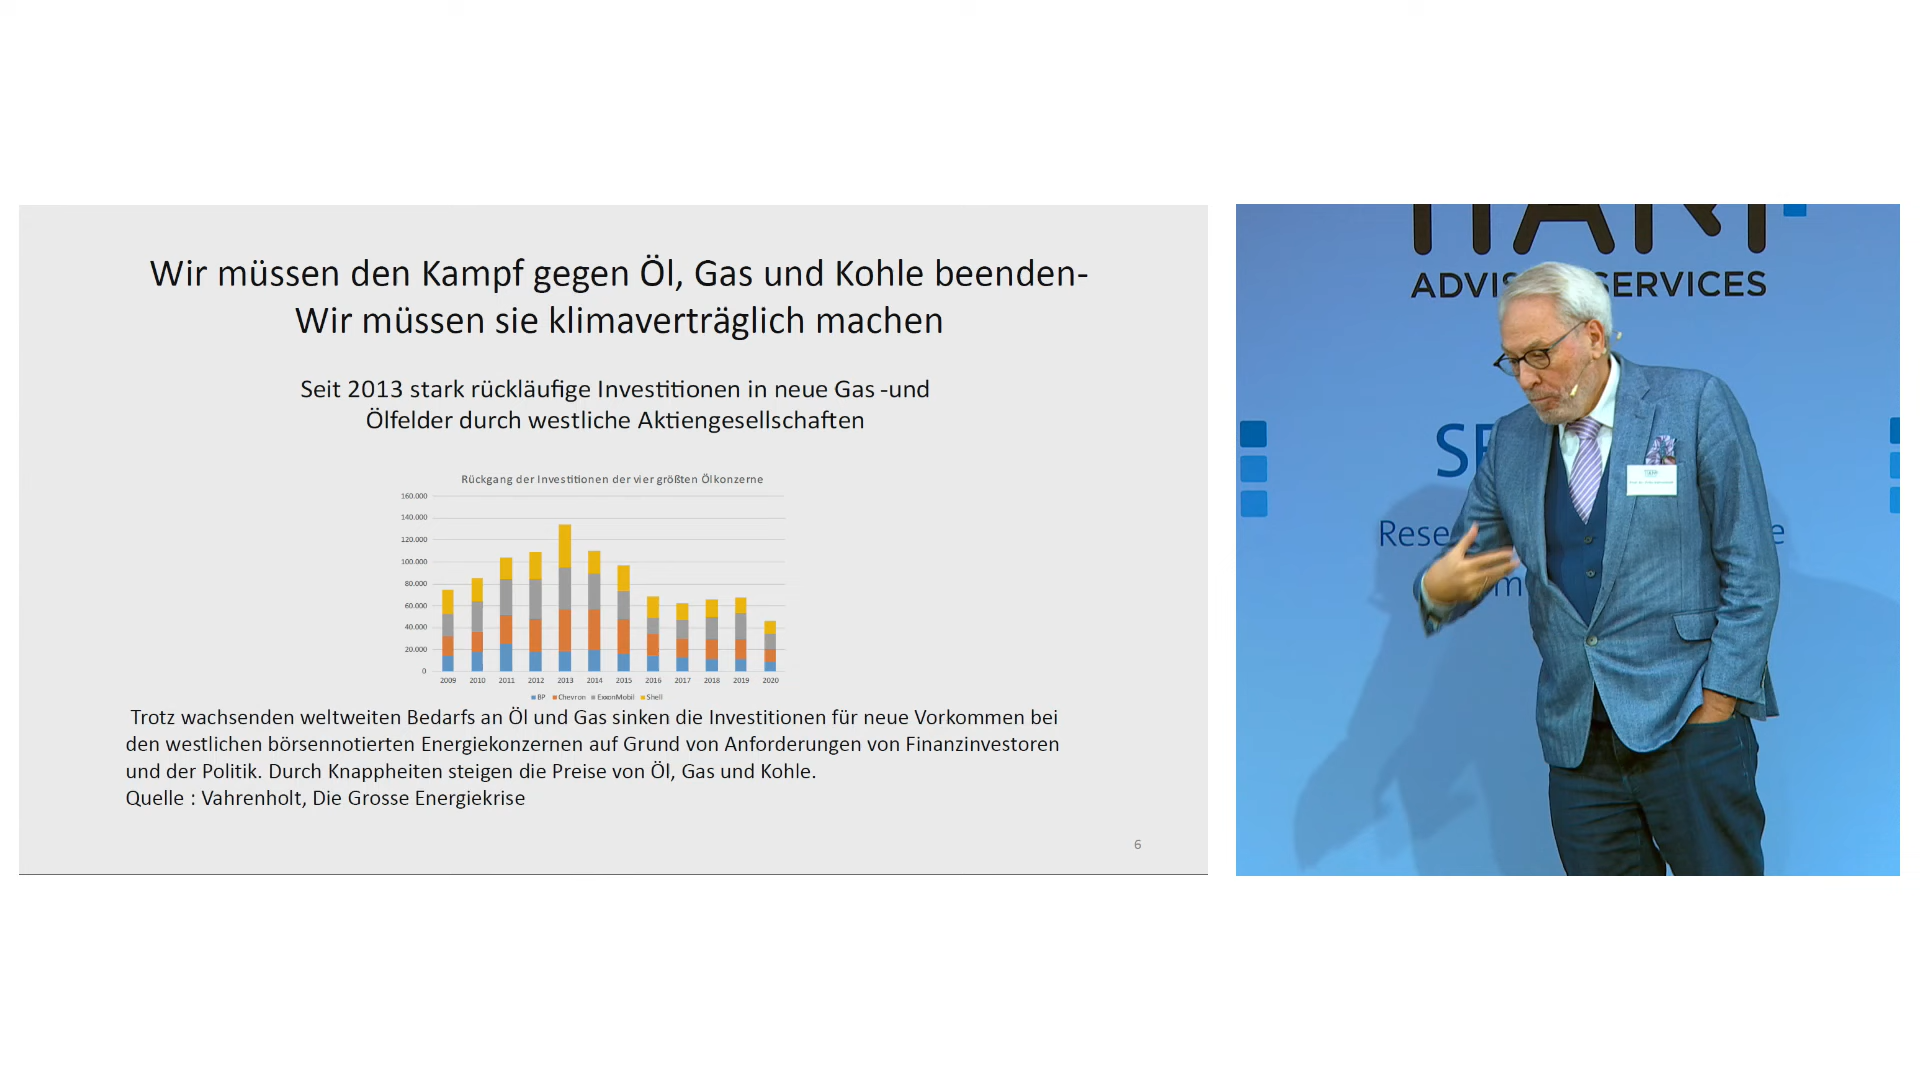 Wir müssen den Kampf gegen Öl, Gas und Kohle beenden-
Wir müssen sie klimaverträglich machen
Seit 2013 stark rückläufige Investitionen in neue Gas -und
Ölfelder durch westliche Aktiengesellschaften
Rückgang der Investitionen der vier größten Ölkonzerne
160.000
140.000
120.000
100.000
80.000
60.000
40.000
20.000
0
2009 2010 2011 2012 2013 2014 2015 2016 2017 2018 2019 2020
BP Chevron ExxonMobil Shell
Trotz wachsenden weltweiten Bedarfs an Öl und Gas sinken die Investitionen für neue Vorkommen bei
den westlichen börsennotierten Energiekonzernen auf Grund von Anforderungen von Finanzinvestoren
und der Politik. Durch Knappheiten steigen die Preise von Öl, Gas und Kohle.
Quelle : Vahrenholt, Die Grosse Energiekrise
6
ADVIS SERVICES